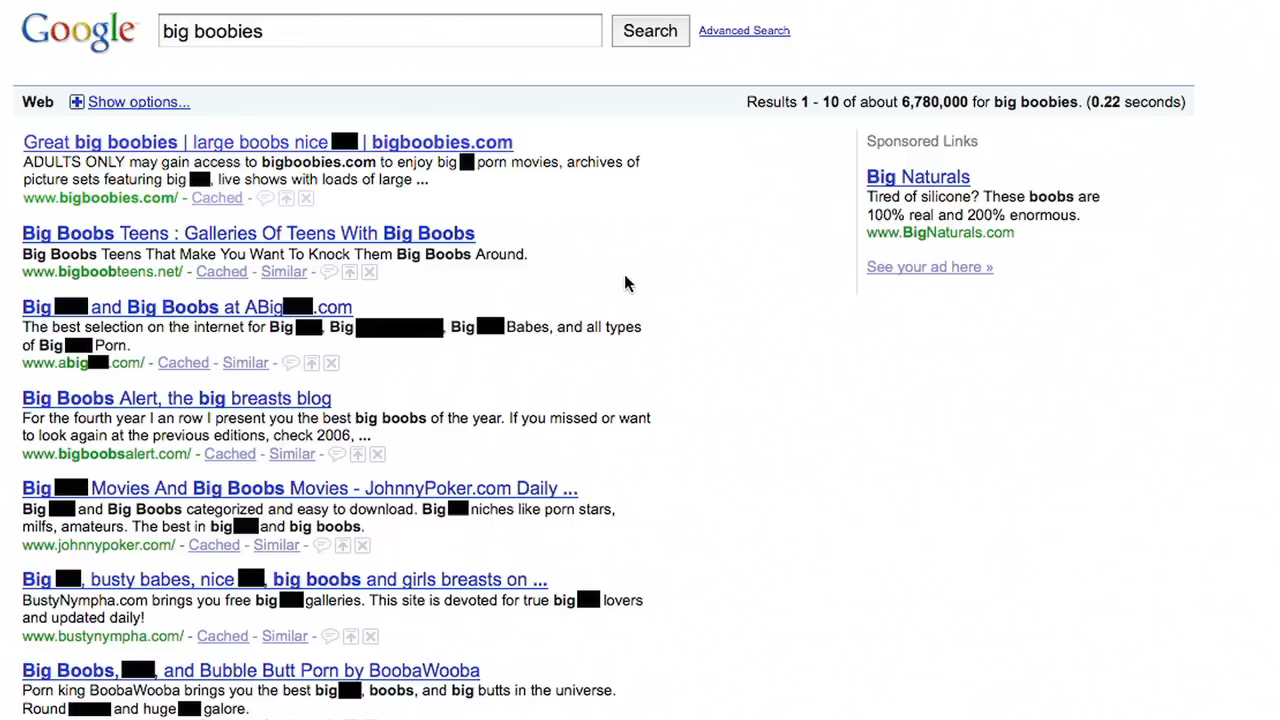 Google
big boobies
Search
Advanced Search
Web
Show options...
Results 1 - 10 of about 6,780,000 for big boobies. (0.22 seconds)
Great big boobies | large boobs nice | bigboobies.com
ADULTS ONLY may gain access to bigboobies.com to enjoy big porn movies, archives of
picture sets featuring big , live shows with loads of large ...
www.bigboobies.com/ - Cached -
Big Boobs Teens : Galleries Of Teens With Big Boobs
Big Boobs Teens That Make You Want To Knock Them Big Boobs Around.
www.bigboobteens.net/ - Cached - Similar -
Big and Big Boobs at ABig .com
The best selection on the internet for Big , Big , Big Babes, and all types
of Big Porn.
www.abig .com/ - Cached - Similar -
Big Boobs Alert, the big breasts blog
For the fourth year I an row I present you the best big boobs of the year. If you missed or want
to look again at the previous editions, check 2006, ...
www.bigboobsalert.com/ - Cached - Similar -
Big Movies And Big Boobs Movies - JohnnyPoker.com Daily ...
Big and Big Boobs categorized and easy to download. Big niches like porn stars,
milfs, amateurs. The best in big and big boobs.
www.johnnypoker.com/ - Cached - Similar -
Big , busty babes, nice , big boobs and girls breasts on ...
BustyNympha.com brings you free big galleries. This site is devoted for true big lovers
and updated daily!
www.bustynympha.com/ - Cached - Similar -
Big Boobs, , and Bubble Butt Porn by BoobaWooba
Porn king BoobaWooba brings you the best big , boobs, and big butts in the universe.
Round and huge galore.
Sponsored Links
Big Naturals
Tired of silicone? These boobs are
100% real and 200% enormous.
www.BigNaturals.com
See your ad here »